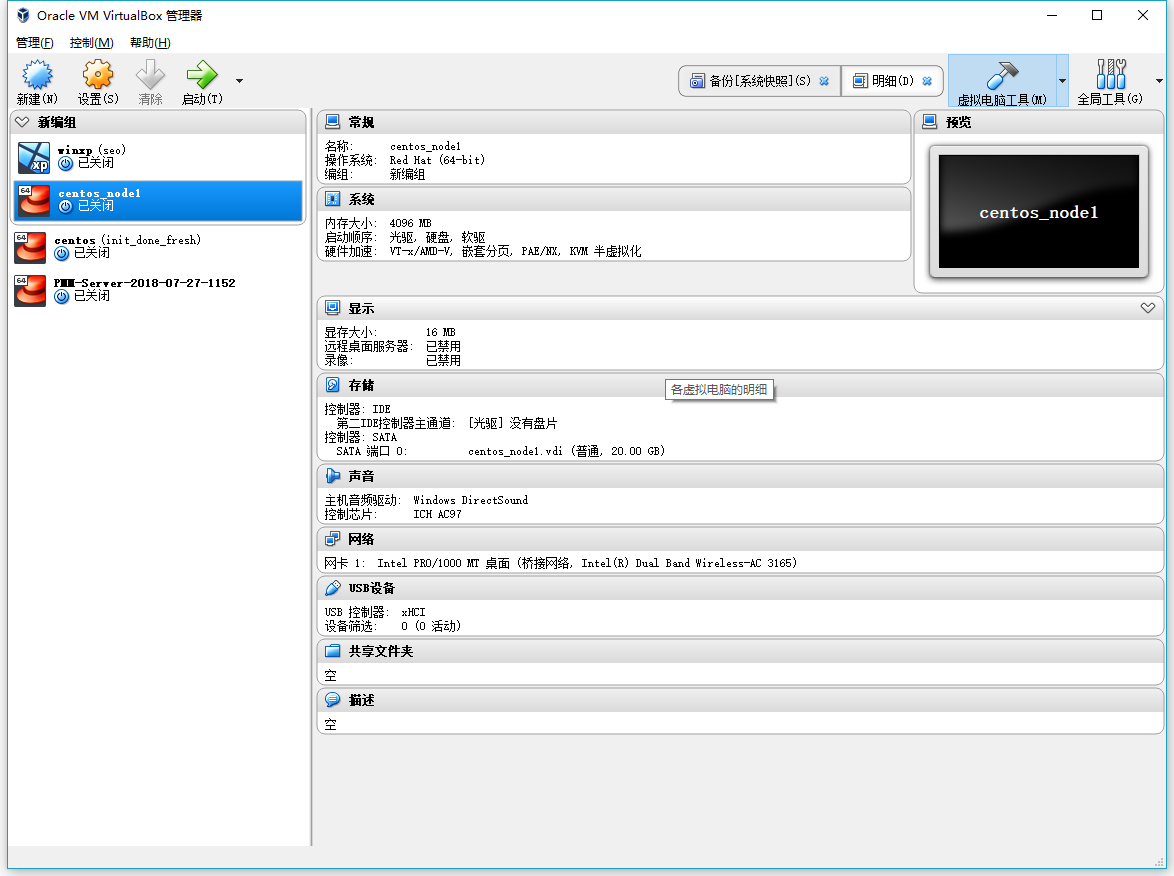 Oracle VM VirtualBox 管理器
管理(F) 控制(M) 帮助(H)
新建(N) 设置(S) 清除 启动(T) 备份[系统快照](S) 明细(D) 虚拟电脑工具(M) 全局工具(G)
新编组
winxp (seo)
已关闭
64 centos_node1
已关闭
64 centos (init_done_fresh)
已关闭
64 PMM-Server-2018-07-27-1152
已关闭
常规
名称: centos_node1
操作系统: Red Hat (64-bit)
编组: 新编组
系统
内存大小: 4096 MB
启动顺序: 光驱, 硬盘, 软驱
硬件加速: VT-x/AMD-V, 嵌套分页, PAE/NX, KVM 半虚拟化
预览
centos_node1
显示
显存大小: 16 MB
远程桌面服务器: 已禁用
录像: 已禁用
存储
各虚拟电脑的明细
控制器: IDE
第二IDE控制器主通道: [光驱] 没有盘片
控制器: SATA
SATA 端口 0: centos_node1.vdi (普通, 20.00 GB)
声音
主机音频驱动: Windows DirectSound
控制芯片: ICH AC97
网络
网卡 1: Intel PRO/1000 MT 桌面 (桥接网络, Intel(R) Dual Band Wireless-AC 3165)
USB设备
USB 控制器: xHCI
设备筛选: 0 (0 活动)
共享文件夹
空
描述
空